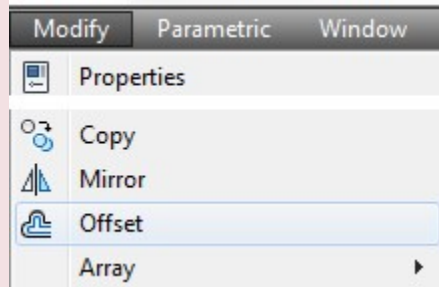 Modify Parametric Window
Properties
Copy
Mirror
Offset
Array